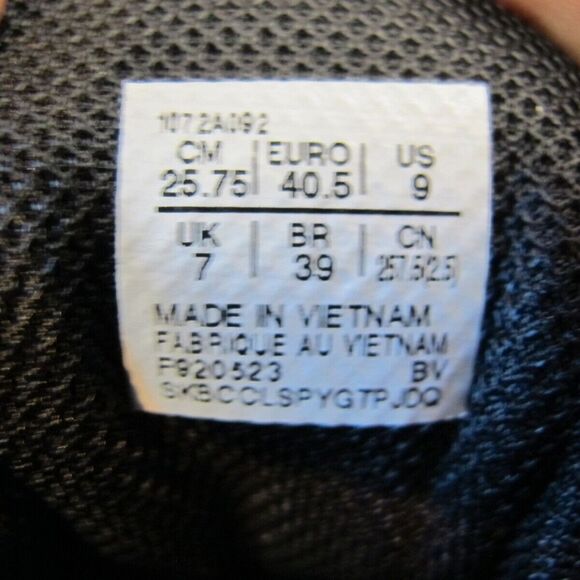 1072A092
CM | EURO | US
25.75 | 40.5 | 9
UK | BR | CN
7 | 39 | 257.5(2.5)
MADE IN VIETNAM
FABRIQUE AU VIETNAM
F920523 BV
SKBCCLSPYGTPJDQ